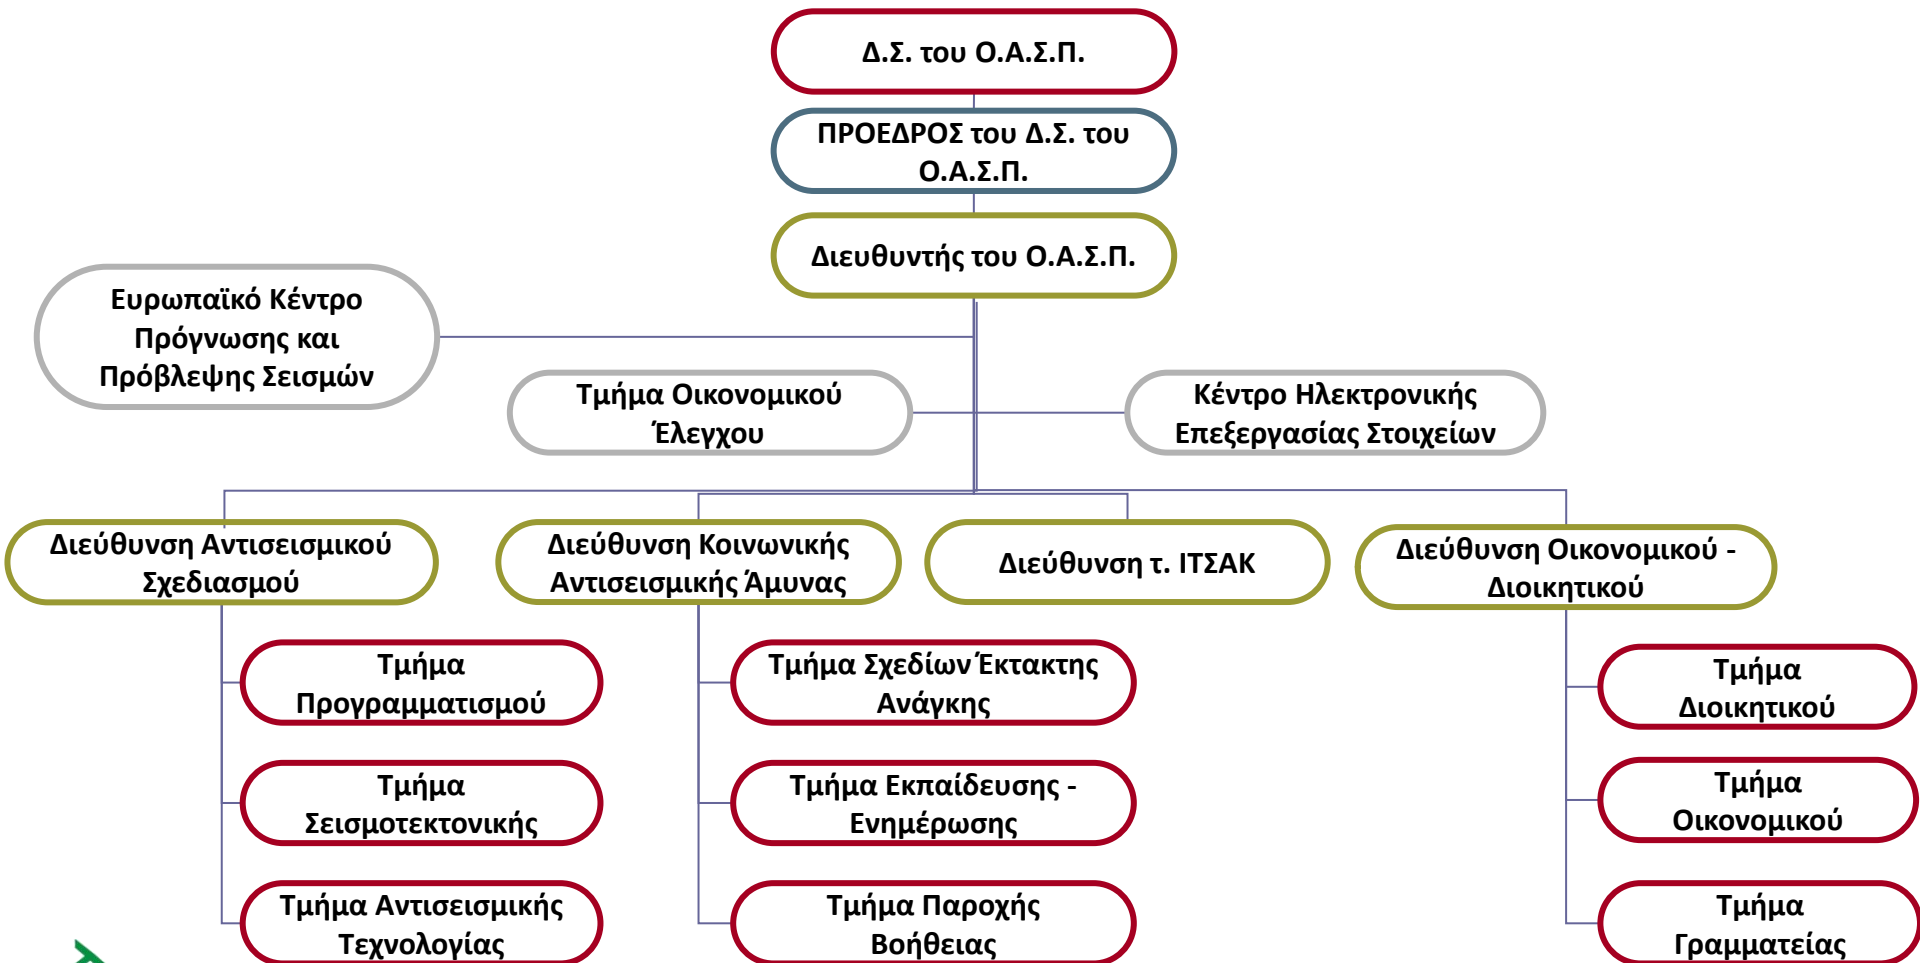 Δ.Σ. του Ο.Α.Σ.Π.
ΠΡΟΕΔΡΟΣ του Δ.Σ. του
Ο.Α.Σ.Π.
Διευθυντής του Ο.Α.Σ.Π.
Ευρωπαϊκό Κέντρο
Πρόγνωσης και
Πρόβλεψης Σεισμών
Τμήμα Οικονομικού
Έλεγχου
Κέντρο Ηλεκτρονικής
Επεξεργασίας Στοιχείων
Διεύθυνση Αντισεισμικού
Σχεδιασμού
Διεύθυνση Κοινωνικής
Αντισεισμικής Άμυνας
Διεύθυνση τ. ΙΤΣΑΚ
Διεύθυνση Οικονομικού -
Διοικητικού
Τμήμα
Προγραμματισμού
Τμήμα Σχεδίων Έκτακτης
Ανάγκης
Τμήμα
Διοικητικού
Τμήμα
Σεισμοτεκτονικής
Τμήμα Εκπαίδευσης -
Ενημέρωσης
Τμήμα
Οικονομικού
Τμήμα Αντισεισμικής
Τεχνολογίας
Τμήμα Παροχής
Βοήθειας
Τμήμα
Γραμματείας